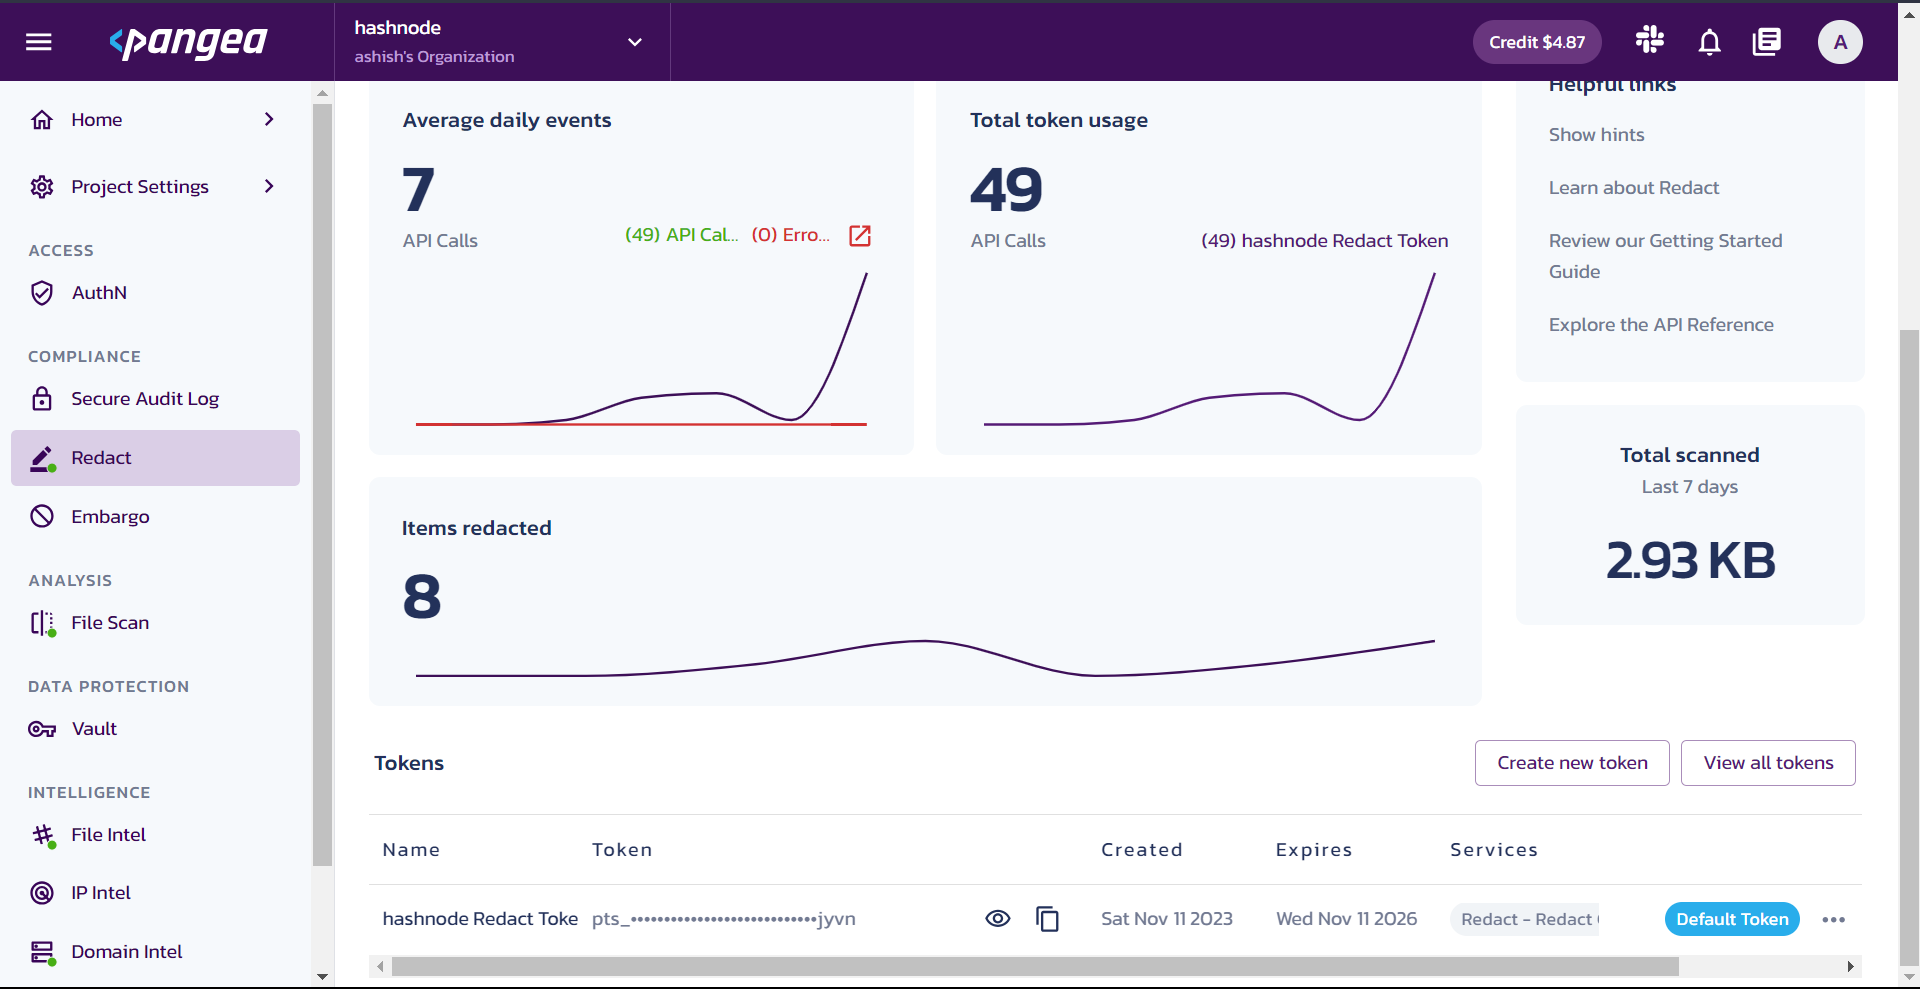 pangea
hashnode
ashish's Organization
Credit $4.87
A
Home
Project Settings
ACCESS
AuthN
COMPLIANCE
Secure Audit Log
Redact
Embargo
ANALYSIS
File Scan
DATA PROTECTION
Vault
INTELLIGENCE
File Intel
IP Intel
Domain Intel
Average daily events
7
API Calls
(49) API Cal... (0) Erro...
Total token usage
49
API Calls
(49) hashnode Redact Token
Helpful links
Show hints
Learn about Redact
Review our Getting Started
Guide
Explore the API Reference
Items redacted
8
Total scanned
Last 7 days
2.93 KB
Tokens
Create new token
View all tokens
Name Token Created Expires Services
hashnode Redact Toke pts_••••••••••••••••••••••••••••jyvn Sat Nov 11 2023 Wed Nov 11 2026 Redact - Redact Default Token